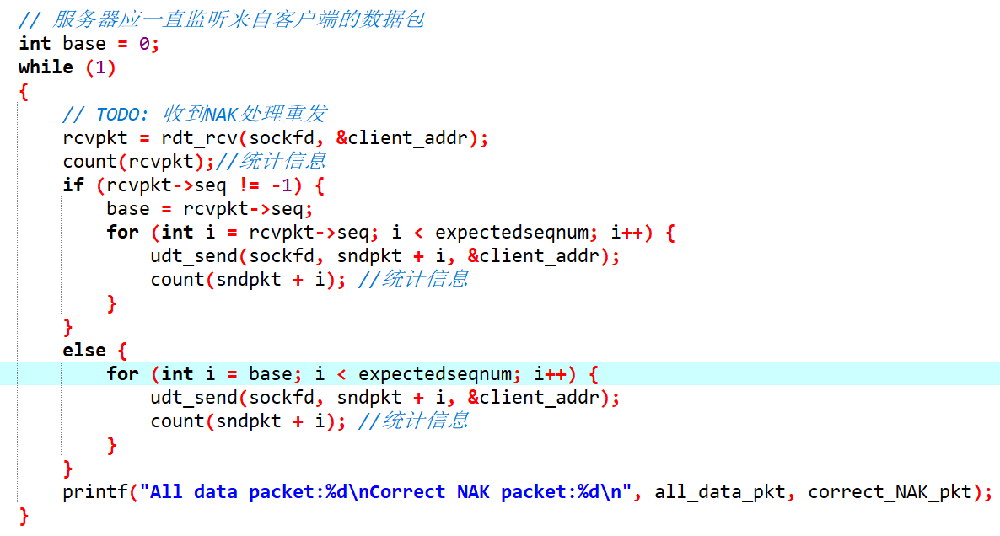 // 服务器应一直监听来自客户端的数据包
int base = 0;
while (1)
{
    // TODO: 收到NAK处理重发
    rcvpkt = rdt_rcv(sockfd, &client_addr);
    count(rcvpkt);//统计信息
    if (rcvpkt->seq != -1) {
        base = rcvpkt->seq;
        for (int i = rcvpkt->seq; i < expectedseqnum; i++) {
            udt_send(sockfd, sndpkt + i, &client_addr);
            count(sndpkt + i); //统计信息
        }
    }
    else {
        for (int i = base; i < expectedseqnum; i++) {
            udt_send(sockfd, sndpkt + i, &client_addr);
            count(sndpkt + i); //统计信息
        }
    }
    printf("All data packet:%d\nCorrect NAK packet:%d\n", all_data_pkt, correct_NAK_pkt);
}